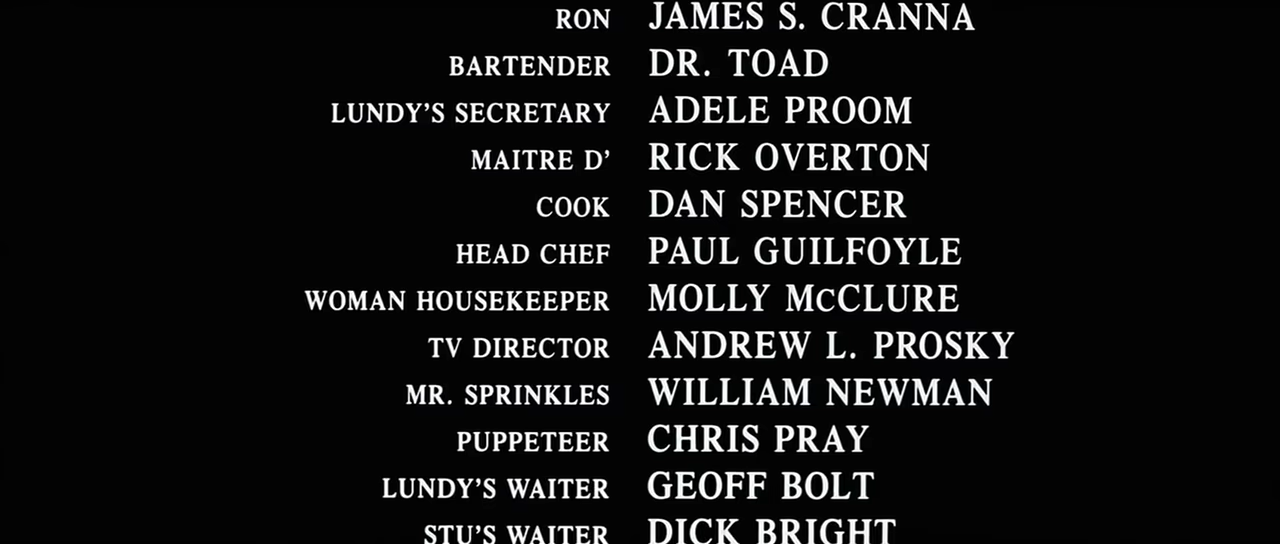 RON JAMES S. CRANNA
BARTENDER DR. TOAD
LUNDY'S SECRETARY ADELE PROOM
MAITRE D' RICK OVERTON
COOK DAN SPENCER
HEAD CHEF PAUL GUILFOYLE
WOMAN HOUSEKEEPER MOLLY McCLURE
TV DIRECTOR ANDREW L. PROSKY
MR. SPRINKLES WILLIAM NEWMAN
PUPPETEER CHRIS PRAY
LUNDY'S WAITER GEOFF BOLT
STU'S WAITER DICK BRIGHT